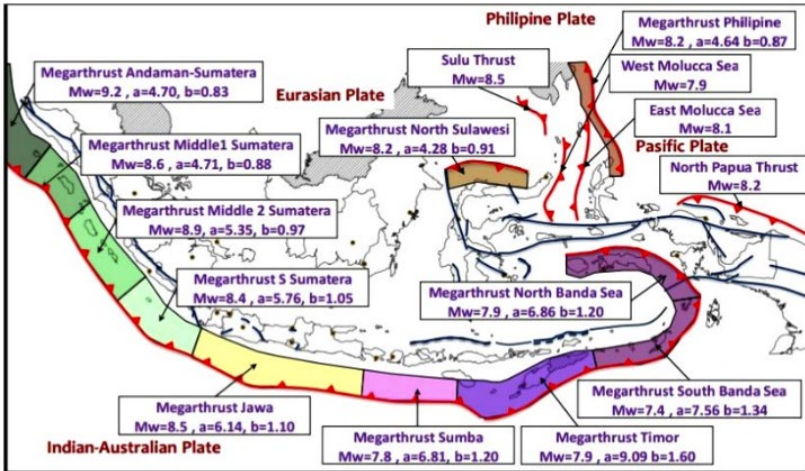 Philipine Plate
Megarthrust Philipine
Mw=8.2 , a=4.64 b=0.87
Sulu Thrust
Mw=8.5
West Molucca Sea
Mw=7.9
Megarthrust Andaman-Sumatera
Mw=9.2 , a=4.70, b=0.83
Eurasian Plate
East Molucca Sea
Mw=8.1
Megarthrust North Sulawesi
Mw=8.2 , a=4.28 b=0.91
Megarthrust Middle1 Sumatera
Mw=8.6 , a=4.71, b=0.88
Pasific Plate
North Papua Thrust
Mw=8.2
Megarthrust Middle 2 Sumatera
Mw=8.9, a=5.35, b=0.97
Megarthrust S Sumatera
Mw=8.4 , a=5.76, b=1.05
Megarthrust North Banda Sea
Mw=7.9 , a=6.86 b=1.20
Megarthrust South Banda Sea
Mw=7.4 , a=7.56 b=1.34
Megarthrust Jawa
Mw=8.5 , a=6.14, b=1.10
Indian-Australian Plate
Megarthrust Sumba
Mw=7.8 , a=6.81, b=1.20
Megarthrust Timor
Mw=7.9 , a=9.09 b=1.60